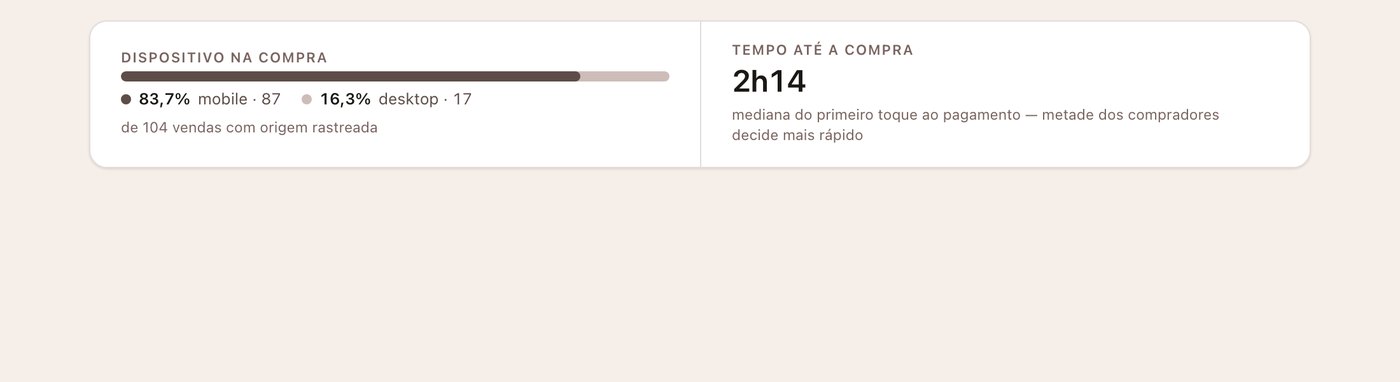 DISPOSITIVO NA COMPRA
83,7% mobile · 87 16,3% desktop · 17
de 104 vendas com origem rastreada
TEMPO ATÉ A COMPRA
2h14
mediana do primeiro toque ao pagamento — metade dos compradores
decide mais rápido